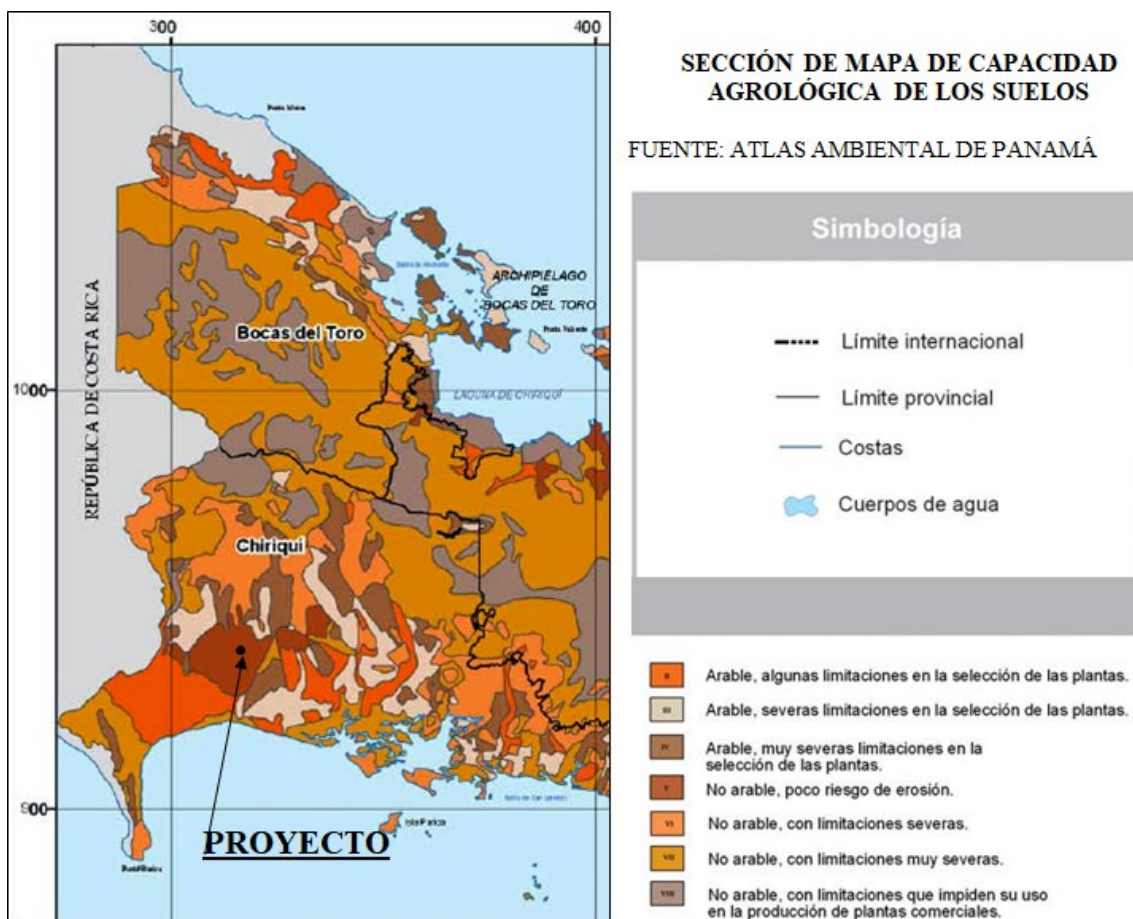 300
400
SECCIÓN DE MAPA DE CAPACIDAD
AGROLÓGICA DE LOS SUELOS
FUENTE: ATLAS AMBIENTAL DE PANAMÁ
Simbología
Límite internacional
Límite provincial
Costas
Cuerpos de agua
REPÚBLICA DE COSTA RICA
ARCHIPIÉLAGO
DE
BOCAS DEL TORO
Bocas del Toro
1000
LAGUNA DE CHIRIQUÍ
Chiriquí
900
PROYECTO
II Arable, algunas limitaciones en la selección de las plantas.
III Arable, severas limitaciones en la selección de las plantas.
IV Arable, muy severas limitaciones en la
selección de las plantas.
V No arable, poco riesgo de erosión.
VI No arable, con limitaciones severas.
VII No arable, con limitaciones muy severas.
VIII No arable, con limitaciones que impiden su uso
en la producción de plantas comerciales.